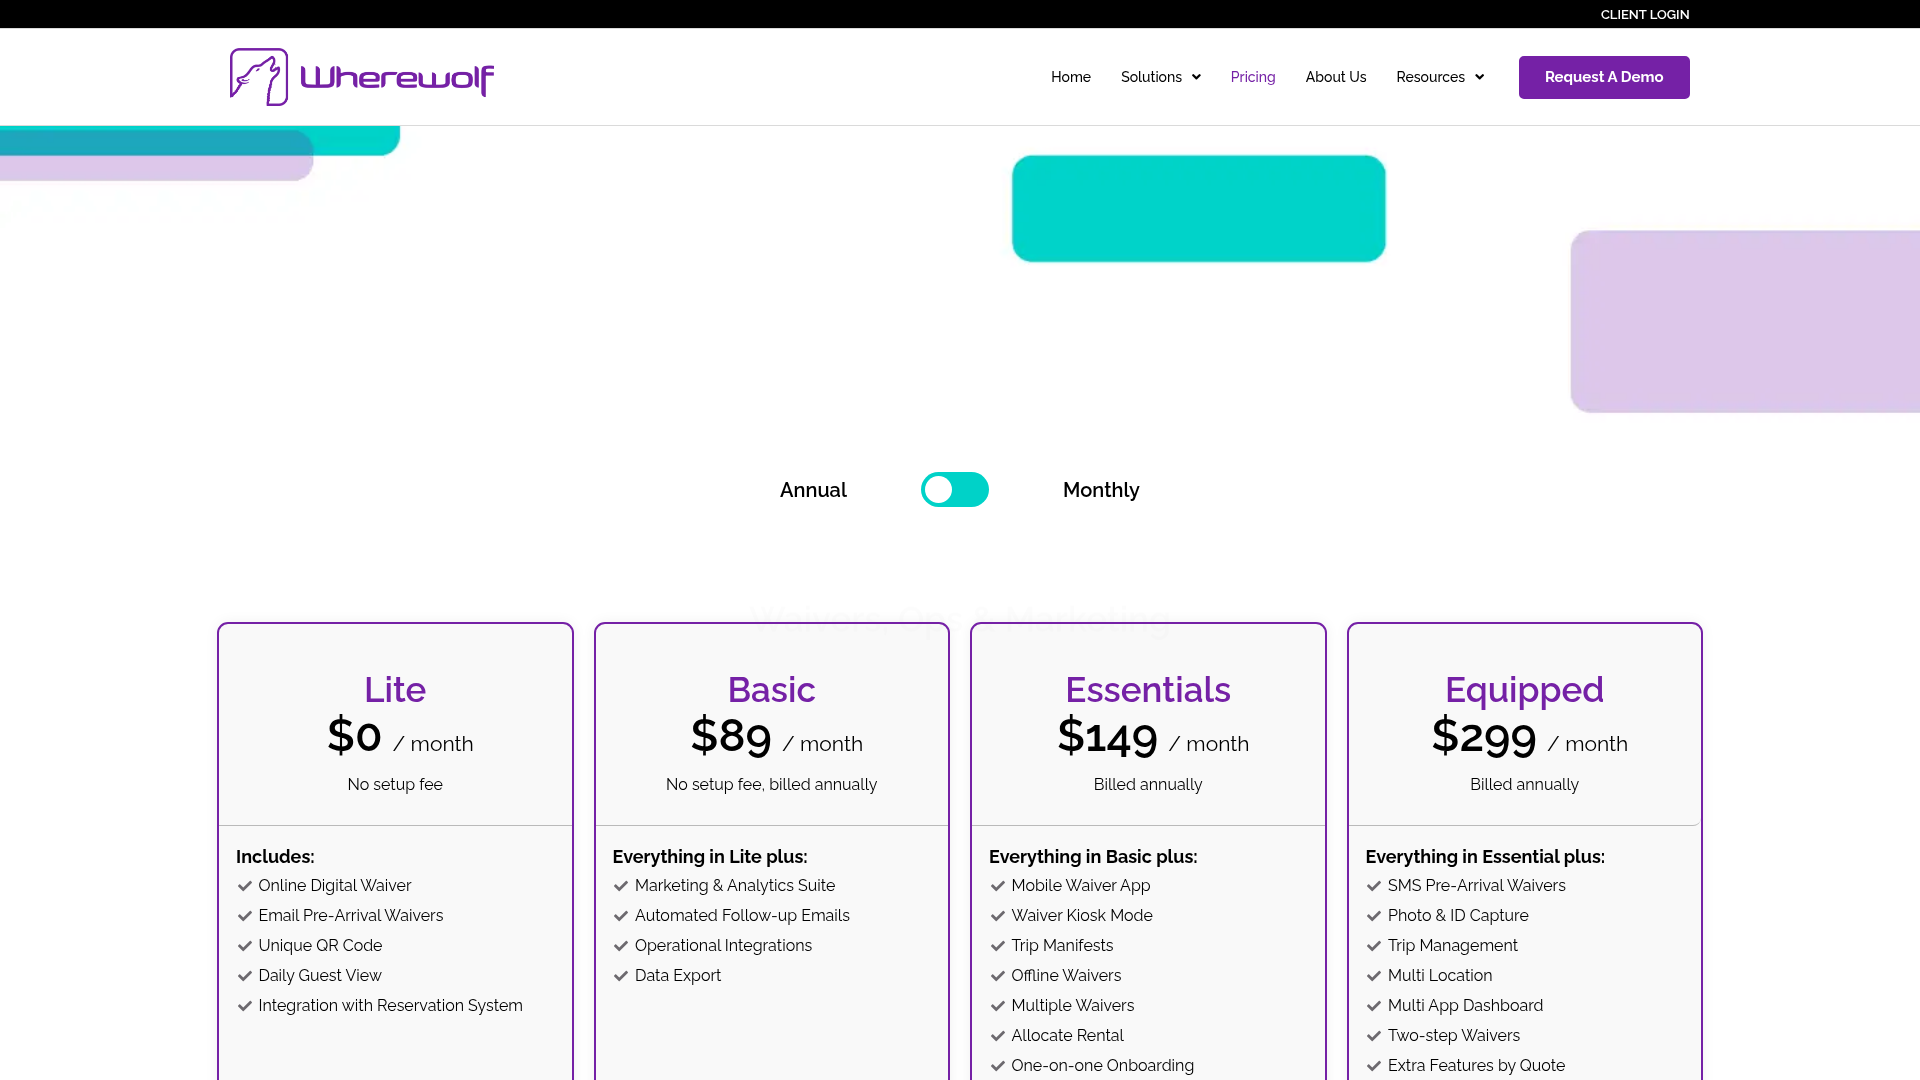 CLIENT LOGIN
Wherewolf
Home
Solutions
Pricing
About Us
Resources
Request A Demo
Annual
Monthly
Lite
$0 / month
No setup fee
Includes:
Online Digital Waiver
Email Pre-Arrival Waivers
Unique QR Code
Daily Guest View
Integration with Reservation System
Basic
$89 / month
No setup fee, billed annually
Everything in Lite plus:
Marketing & Analytics Suite
Automated Follow-up Emails
Operational Integrations
Data Export
Essentials
$149 / month
Billed annually
Everything in Basic plus:
Mobile Waiver App
Waiver Kiosk Mode
Trip Manifests
Offline Waivers
Multiple Waivers
Allocate Rental
One-on-one Onboarding
Equipped
$299 / month
Billed annually
Everything in Essential plus:
SMS Pre-Arrival Waivers
Photo & ID Capture
Trip Management
Multi Location
Multi App Dashboard
Two-step Waivers
Extra Features by Quote